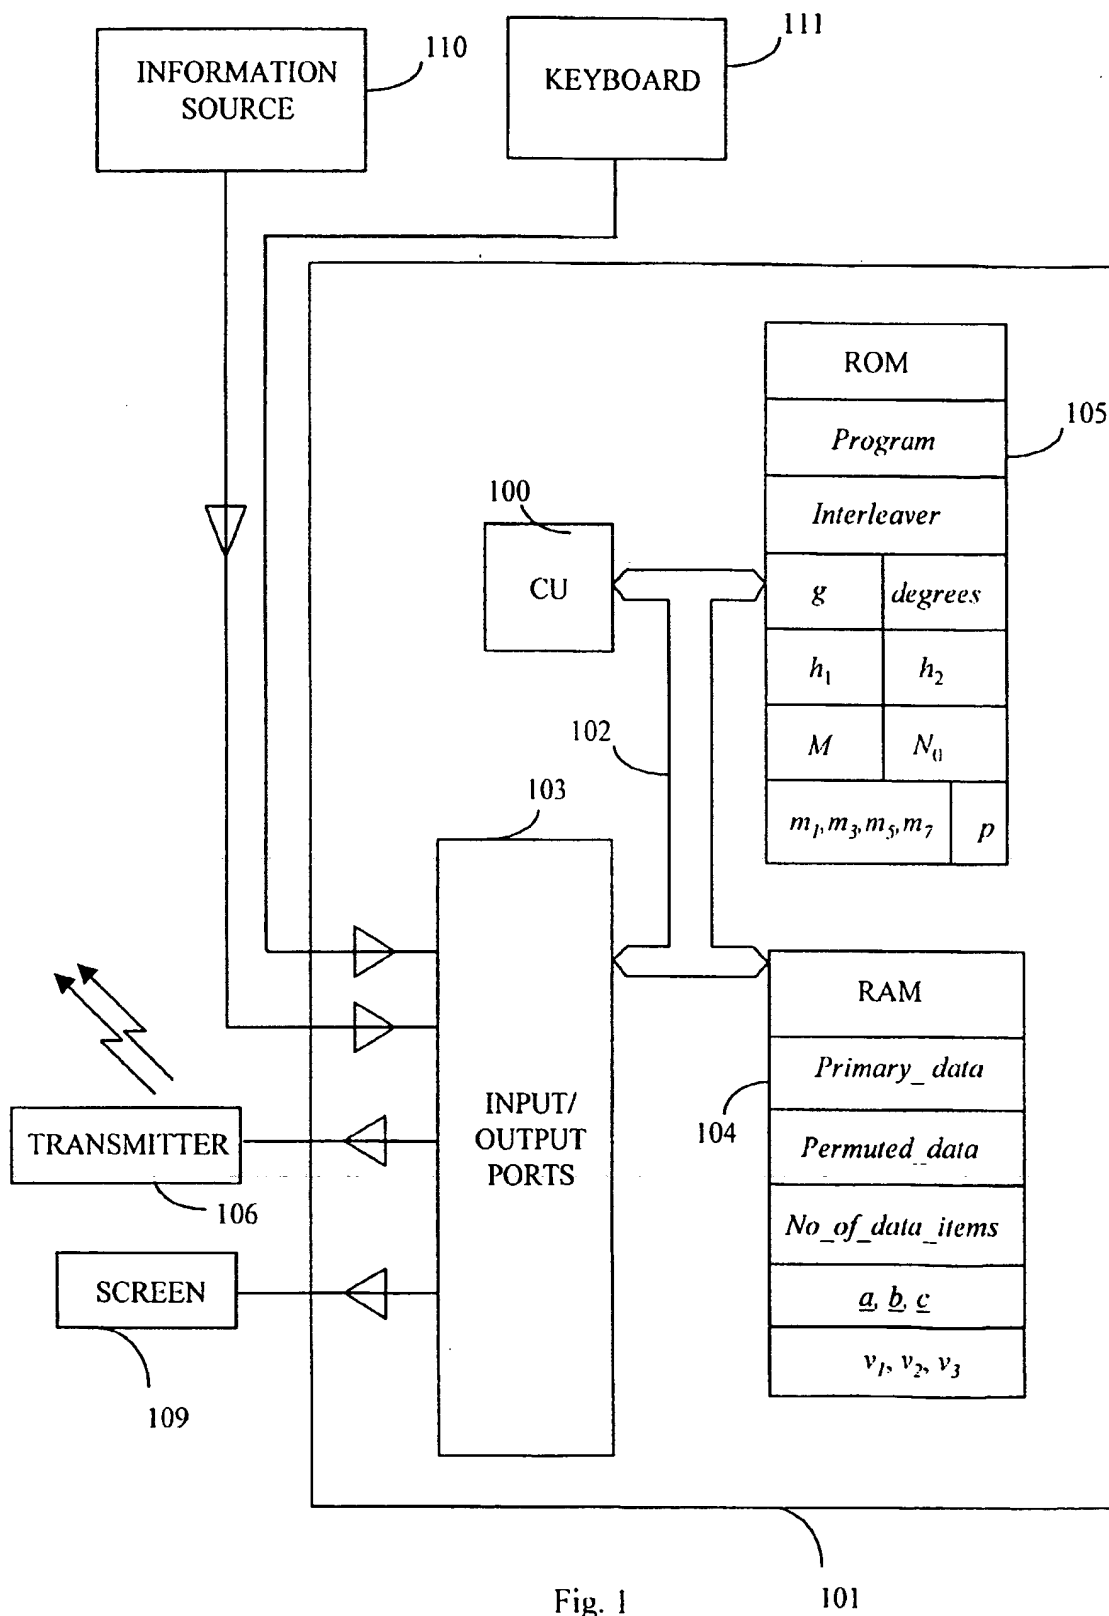 INFORMATION
SOURCE
110
KEYBOARD
111
ROM
Program
105
Interleaver
g
degrees
h₁
h₂
M
N₀
m₁, m₃, m₅, m₇
p
100
CU
102
103
INPUT/
OUTPUT
PORTS
RAM
Primary_data
104
Permuted_data
No_of_data_items
a, b, c
v₁, v₂, v₃
TRANSMITTER
106
SCREEN
109
101
Fig. 1